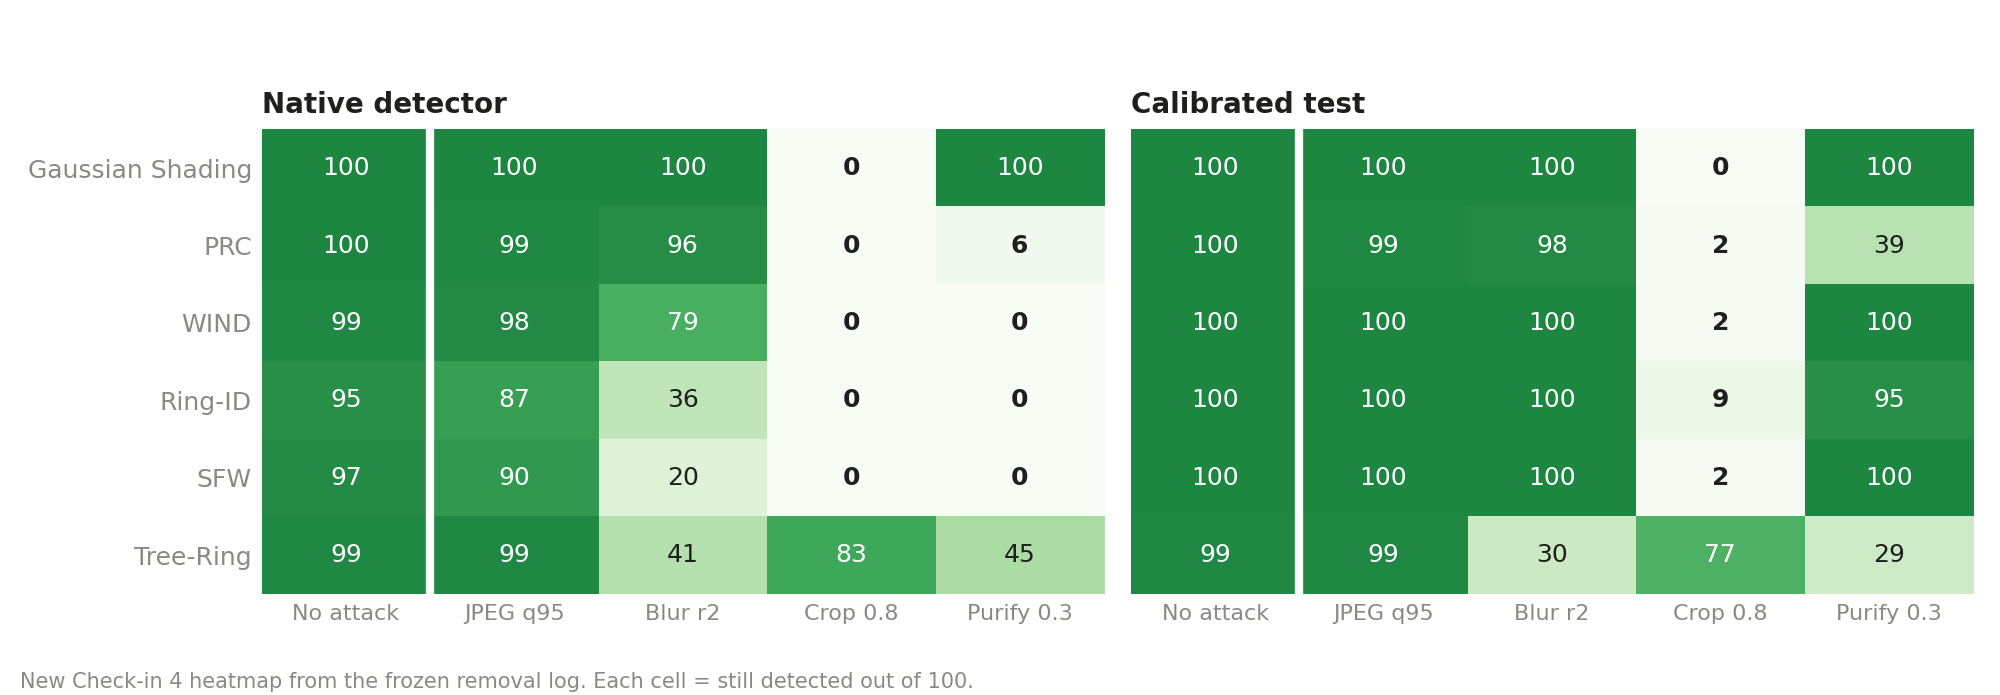 Native detector Calibrated test
Gaussian Shading 100 100 100 0 100 100 100 100 0 100
PRC 100 99 96 0 6 100 99 98 2 39
WIND 99 98 79 0 0 100 100 100 2 100
Ring-ID 95 87 36 0 0 100 100 100 9 95
SFW 97 90 20 0 0 100 100 100 2 100
Tree-Ring 99 99 41 83 45 99 99 30 77 29
No attack JPEG q95 Blur r2 Crop 0.8 Purify 0.3 No attack JPEG q95 Blur r2 Crop 0.8 Purify 0.3
New Check-in 4 heatmap from the frozen removal log. Each cell = still detected out of 100.